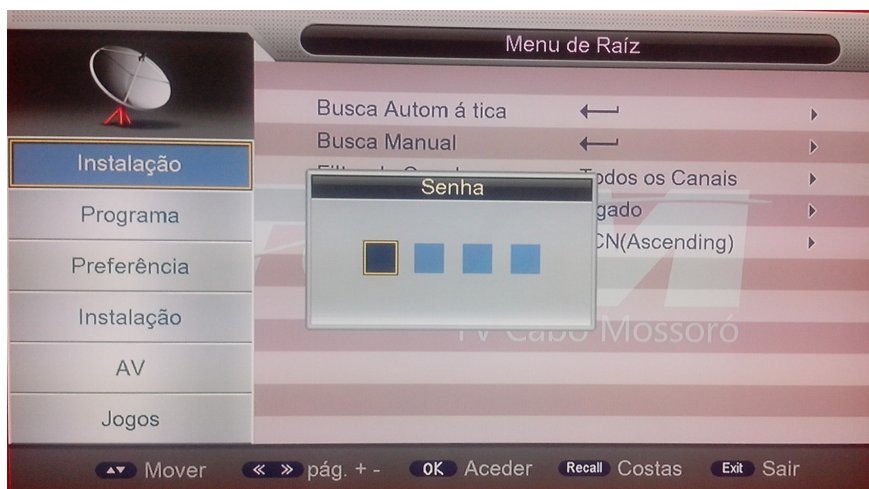 Menu de Raíz
Busca Autom á tica
Busca Manual
Todos os Canais
Senha
gado
CN(Ascending)
TV Cabo Mossoró
Instalação
Programa
Preferência
Instalação
AV
Jogos
Mover pág. + - OK Aceder Recall Costas Exit Sair